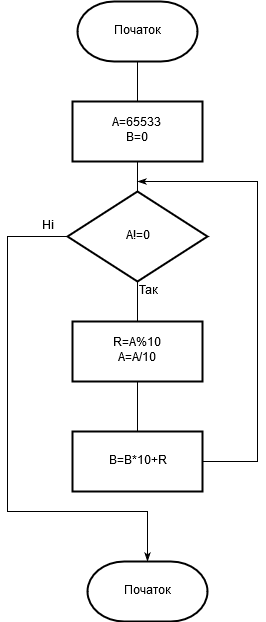 Початок
A=65533
B=0
A!=0
Ні
Так
R=A%10
A=A/10
B=B*10+R
Початок